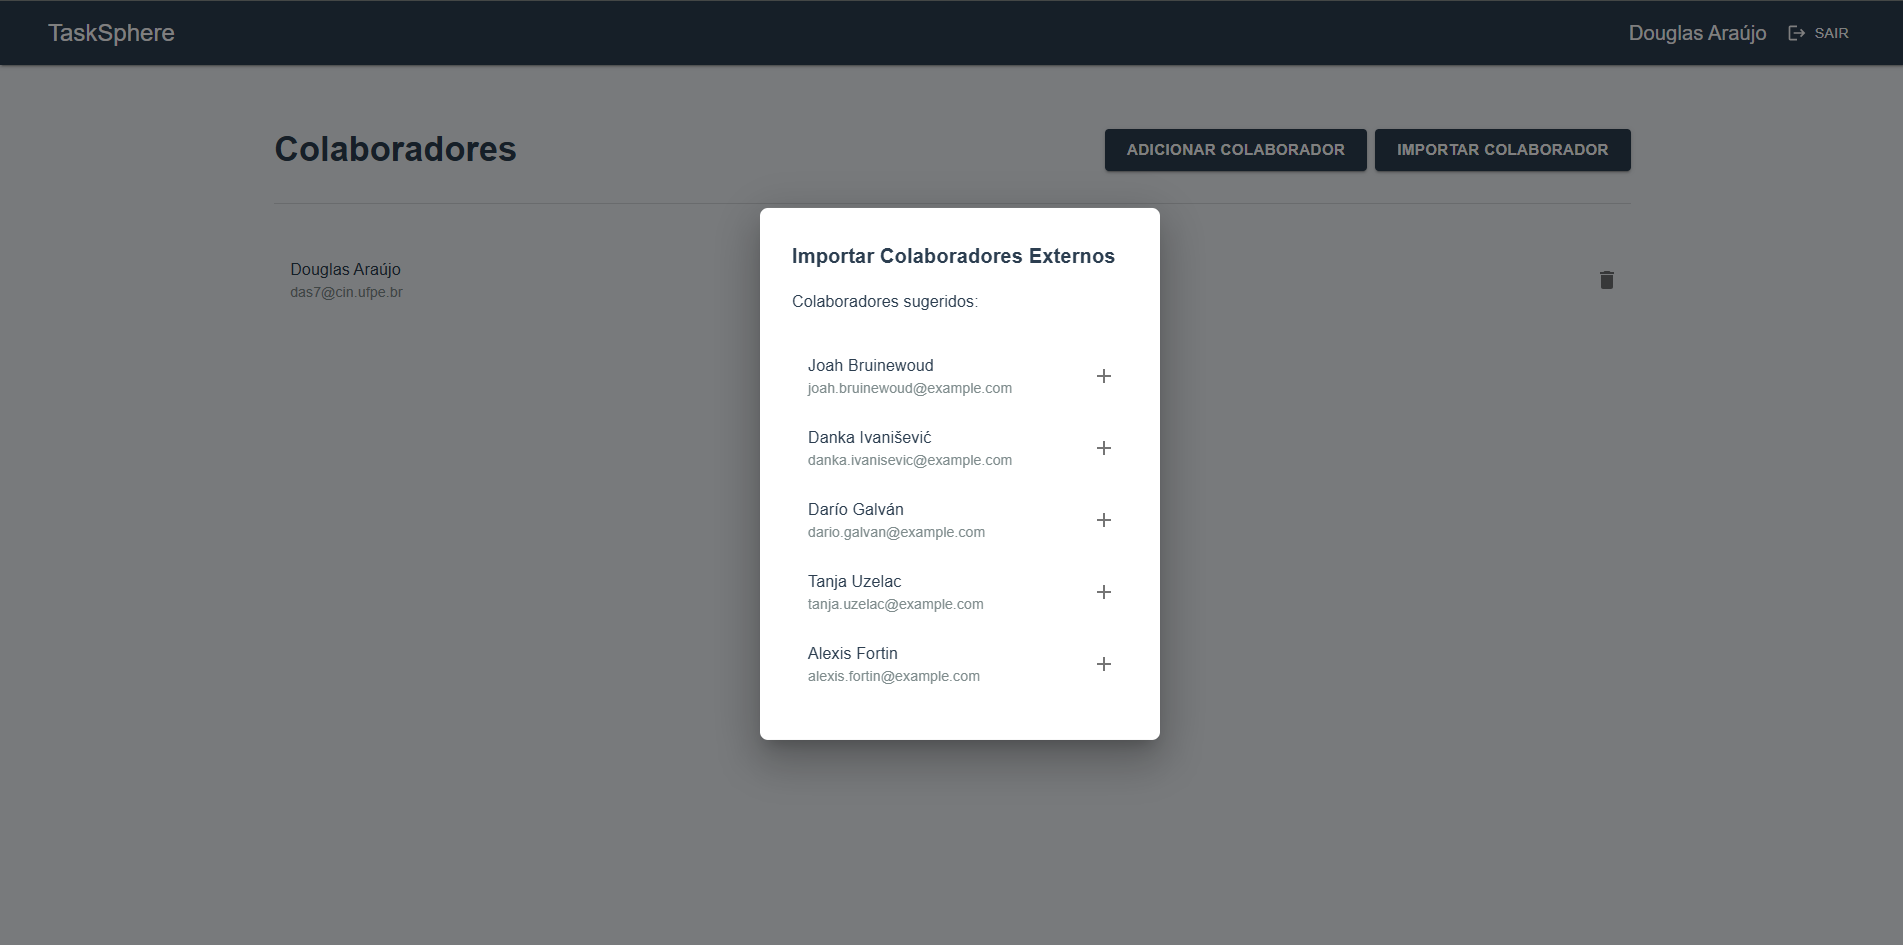 TaskSphere
Douglas Araújo
SAIR
Colaboradores
ADICIONAR COLABORADOR
IMPORTAR COLABORADOR
Douglas Araújo
das7@cin.ufpe.br
Importar Colaboradores Externos
Colaboradores sugeridos:
Joah Bruinewoud
joah.bruinewoud@example.com
Danka Ivanišević
danka.ivanisevic@example.com
Darío Galván
dario.galvan@example.com
Tanja Uzelac
tanja.uzelac@example.com
Alexis Fortin
alexis.fortin@example.com